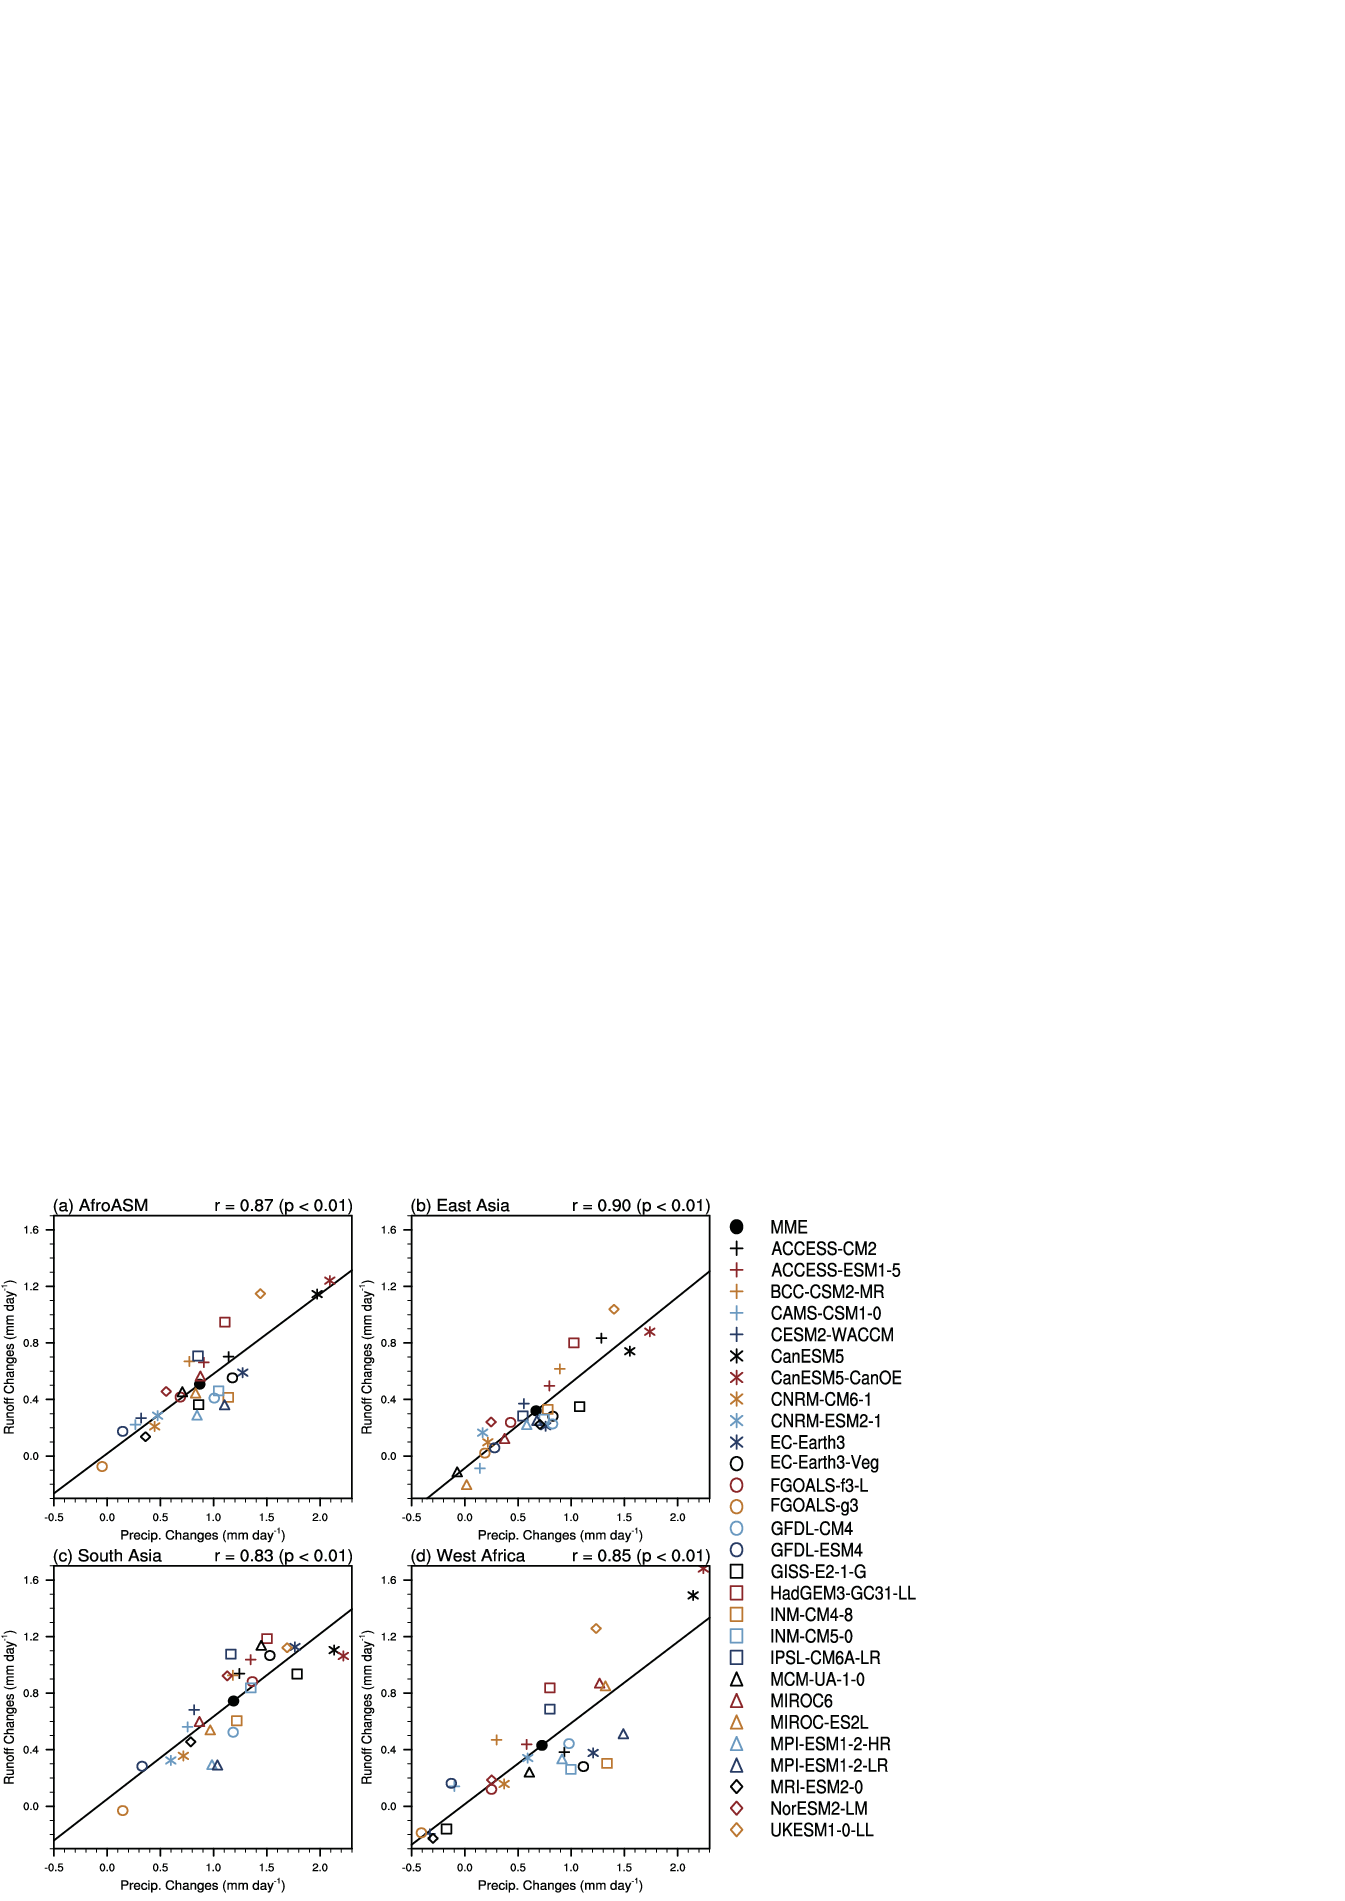 (a) AfroASM r = 0.87 (p < 0.01)
1.6
1.2
0.8
0.4
0.0
Runoff Changes (mm day-1)
-0.5 0.0 0.5 1.0 1.5 2.0
Precip. Changes (mm day-1)
(b) East Asia r = 0.90 (p < 0.01)
1.6
1.2
0.8
0.4
0.0
Runoff Changes (mm day-1)
-0.5 0.0 0.5 1.0 1.5 2.0
Precip. Changes (mm day-1)
(c) South Asia r = 0.83 (p < 0.01)
1.6
1.2
0.8
0.4
0.0
Runoff Changes (mm day-1)
-0.5 0.0 0.5 1.0 1.5 2.0
Precip. Changes (mm day-1)
(d) West Africa r = 0.85 (p < 0.01)
1.6
1.2
0.8
0.4
0.0
Runoff Changes (mm day-1)
-0.5 0.0 0.5 1.0 1.5 2.0
Precip. Changes (mm day-1)
MME
ACCESS-CM2
ACCESS-ESM1-5
BCC-CSM2-MR
CAMS-CSM1-0
CESM2-WACCM
CanESM5
CanESM5-CanOE
CNRM-CM6-1
CNRM-ESM2-1
EC-Earth3
EC-Earth3-Veg
FGOALS-f3-L
FGOALS-g3
GFDL-CM4
GFDL-ESM4
GISS-E2-1-G
HadGEM3-GC31-LL
INM-CM4-8
INM-CM5-0
IPSL-CM6A-LR
MCM-UA-1-0
MIROC6
MIROC-ES2L
MPI-ESM1-2-HR
MPI-ESM1-2-LR
MRI-ESM2-0
NorESM2-LM
UKESM1-0-LL